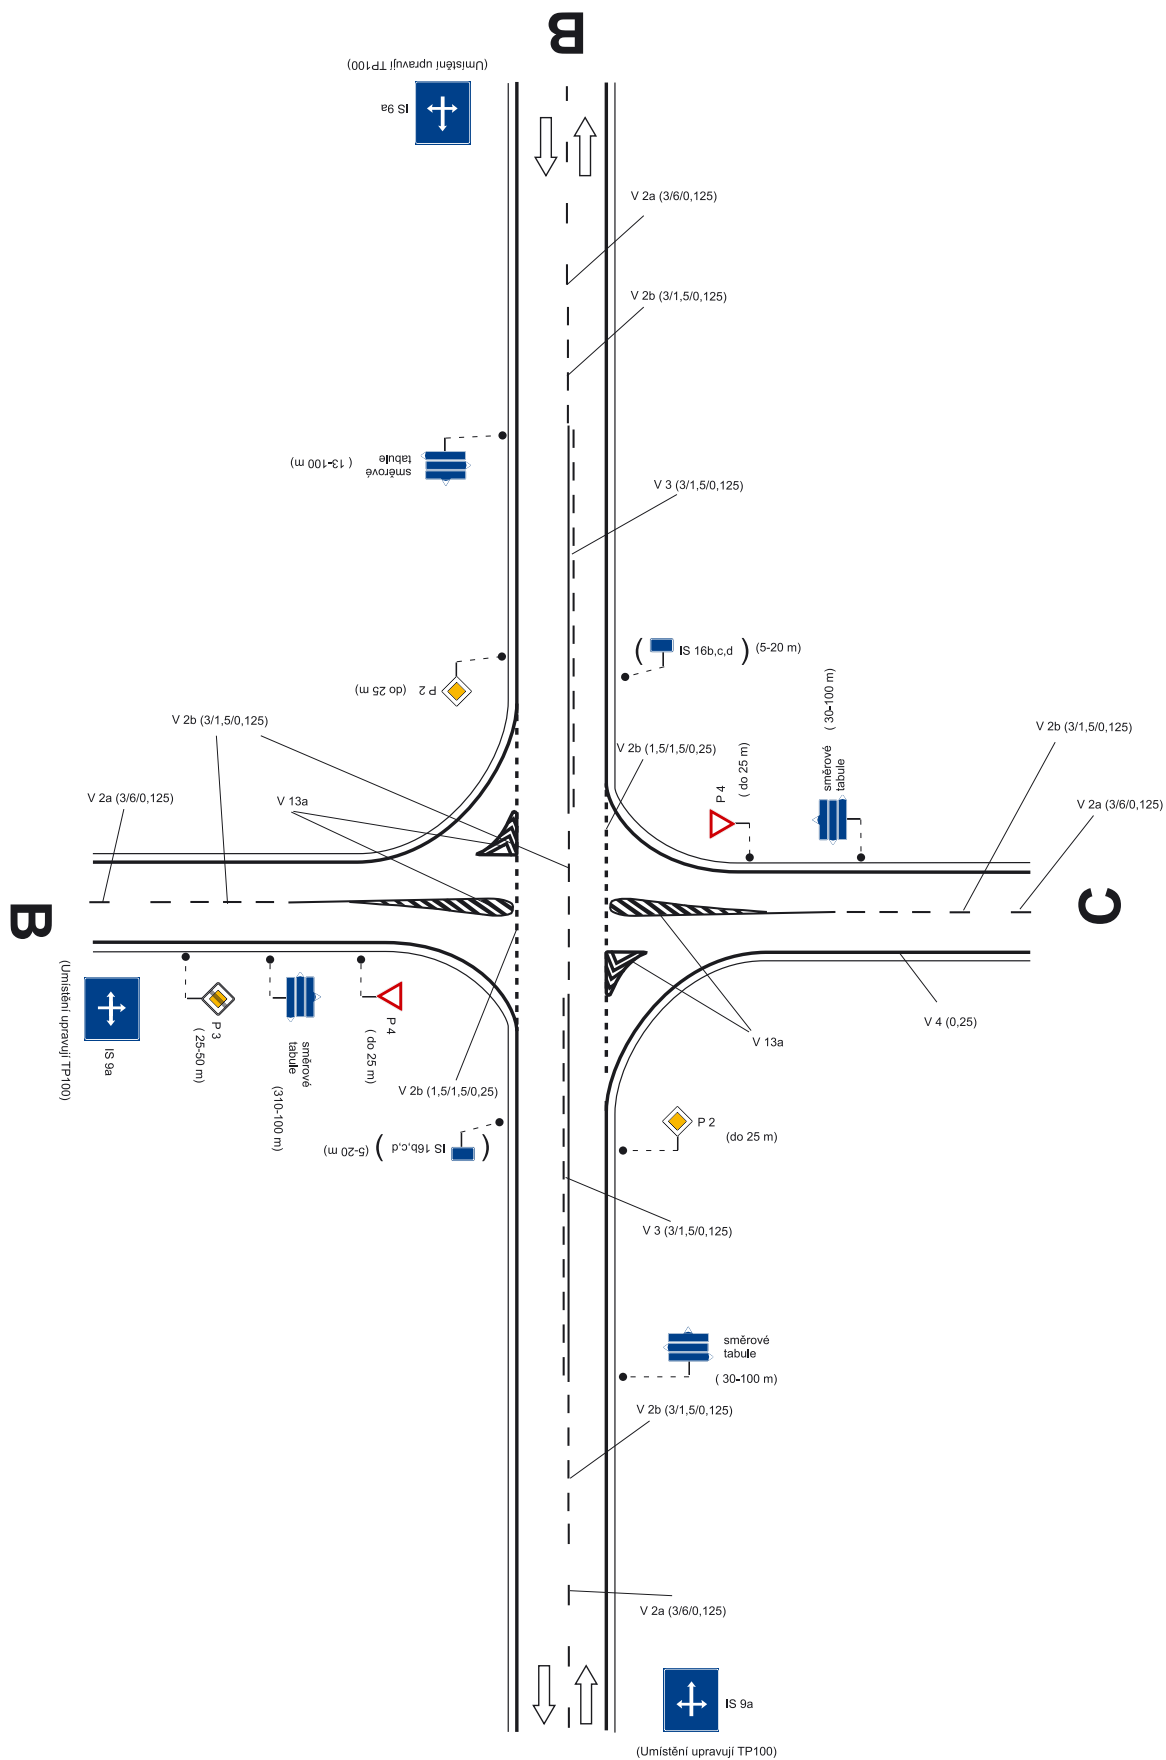 B
(Umístění upravují TP100)
IS 9a
V 2a (3/6/0,125)
V 2b (3/1,5/0,125)
směrové
tabule
( 13-100 m)
V 3 (3/1,5/0,125)
( IS 16b,c,d ) (5-20 m)
P 2
(do 25 m)
V 2b (3/1,5/0,125)
V 2b (1,5/1,5/0,25)
P 4
( do 25 m)
směrové
tabule
( 30-100 m)
V 2b (3/1,5/0,125)
V 2a (3/6/0,125)
V 13a
V 2a (3/6/0,125)
B
C
(Umístění upravují TP100)
IS 9a
P 3
( 25-50 m)
směrové
tabule
(310-100 m)
P 4
( do 25 m)
V 2b (1,5/1,5/0,25)
V 13a
V 4 (0,25)
( IS 16b,c,d ) (5-20 m)
P 2
(do 25 m)
V 3 (3/1,5/0,125)
směrové
tabule
( 30-100 m)
V 2b (3/1,5/0,125)
V 2a (3/6/0,125)
IS 9a
(Umístění upravují TP100)